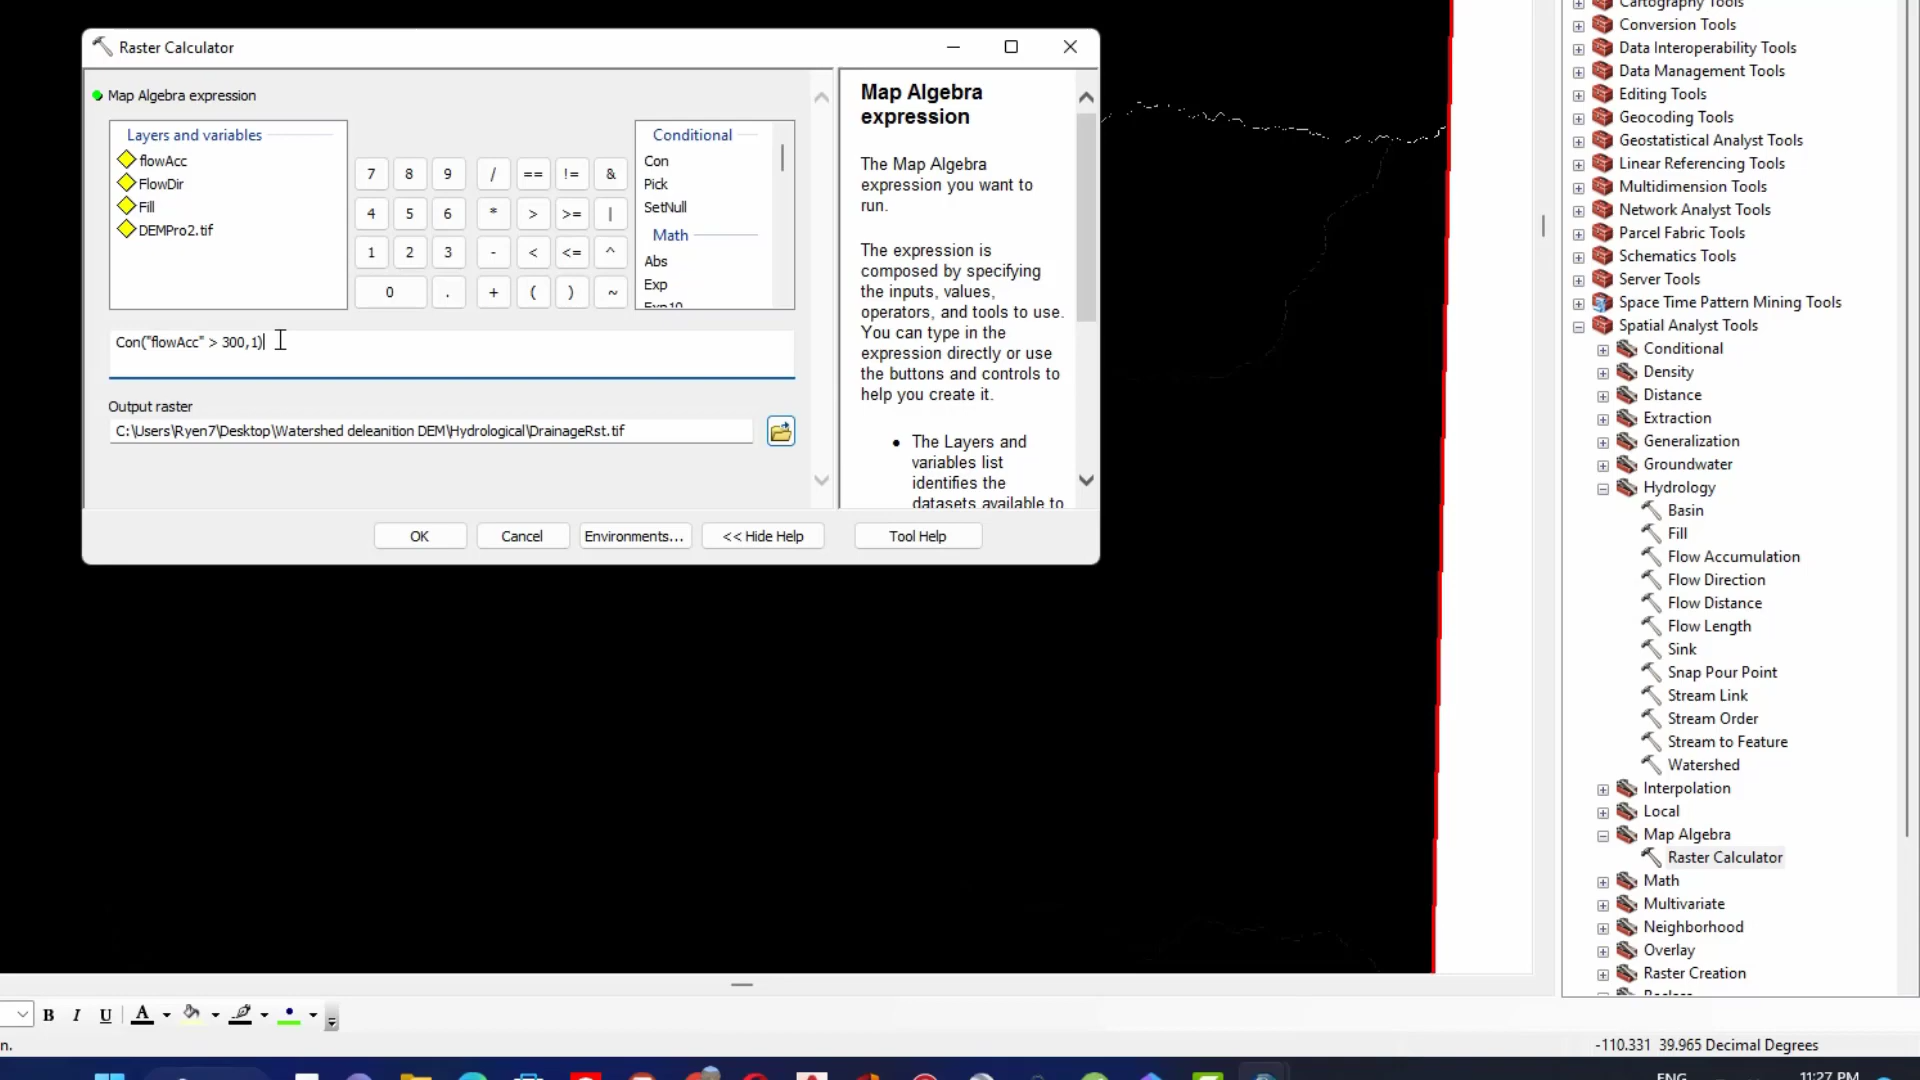 Raster Calculator
Map Algebra expression
Layers and variables
flowAcc
FlowDir
Fill
DEMPro2.tif
7 8 9 / == != &
4 5 6 * > >= |
1 2 3 - < <= ^
0 . + ( ) ~
Conditional
Con
Pick
SetNull
Math
Abs
Exp
Exp10
Con("flowAcc" > 300,1)
Output raster
C:\Users\Ryen7\Desktop\Watershed deleanition DEM\Hydrological\DrainageRst.tif
OK
Cancel
Environments...
<< Hide Help
Tool Help
Map Algebra
expression
The Map Algebra
expression you want to
run.
The expression is
composed by specifying
the inputs, values,
operators, and tools to use.
You can type in the
expression directly or use
the buttons and controls to
help you create it.
• The Layers and
variables list
identifies the
datasets available to
Cartography Tools
Conversion Tools
Data Interoperability Tools
Data Management Tools
Editing Tools
Geocoding Tools
Geostatistical Analyst Tools
Linear Referencing Tools
Multidimension Tools
Network Analyst Tools
Parcel Fabric Tools
Schematics Tools
Server Tools
Space Time Pattern Mining Tools
Spatial Analyst Tools
Conditional
Density
Distance
Extraction
Generalization
Groundwater
Hydrology
Basin
Fill
Flow Accumulation
Flow Direction
Flow Distance
Flow Length
Sink
Snap Pour Point
Stream Link
Stream Order
Stream to Feature
Watershed
Interpolation
Local
Map Algebra
Raster Calculator
Math
Multivariate
Neighborhood
Overlay
Raster Creation
B I U A
n.
-110.331 39.965 Decimal Degrees
ENG
11:27 PM